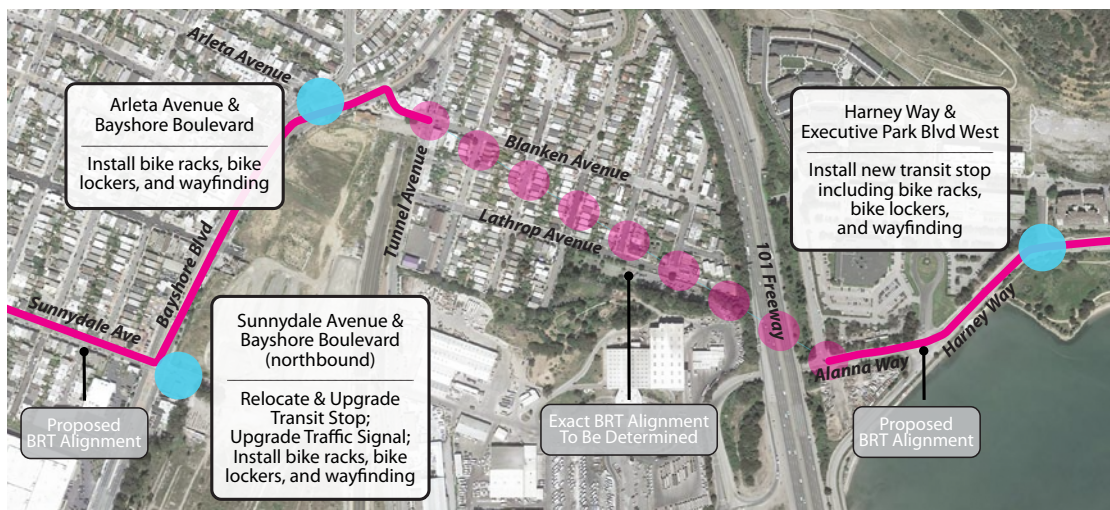 Arleta Avenue
Arleta Avenue &
Bayshore Boulevard
Install bike racks, bike
lockers, and wayfinding
Harney Way &
Executive Park Blvd West
Install new transit stop
including bike racks,
bike lockers,
and wayfinding
Blanken Avenue
Tunnel Avenue
Lathrop Avenue
Bayshore Blvd
101 Freeway
Sunnydale Ave
Harney Way
Alanna Way
Sunnydale Avenue &
Bayshore Boulevard
(northbound)
Relocate & Upgrade
Transit Stop;
Upgrade Traffic Signal;
Install bike racks, bike
lockers, and wayfinding
Proposed
BRT Alignment
Exact BRT Alignment
To Be Determined
Proposed
BRT Alignment